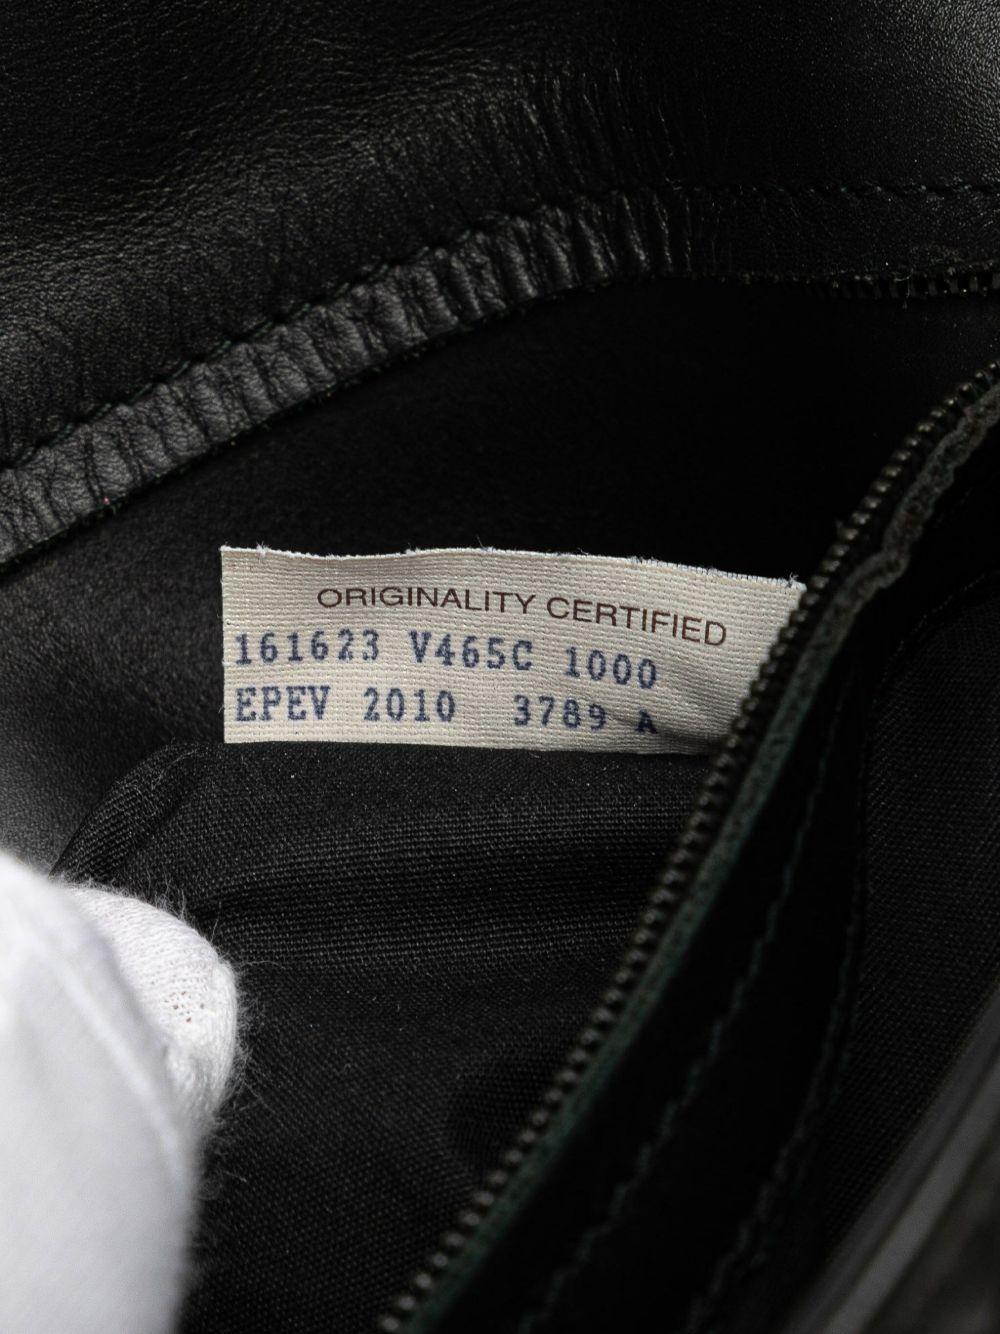 ORIGINALITY CERTIFIED
161623 V465C 1000
EPEV 2010 3789 A